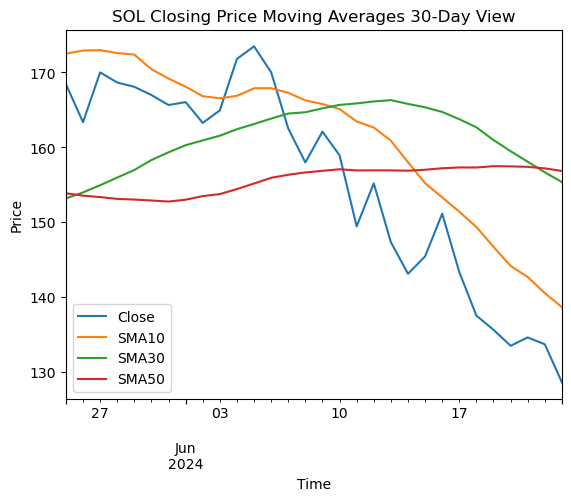 SOL Closing Price Moving Averages 30-Day View
Price
170
160
150
140
130
Close
SMA10
SMA30
SMA50
27
03
10
17
Jun
2024
Time